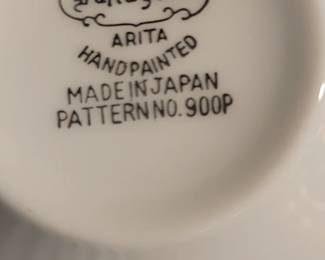 ARITA
HANDPAINTED
MADE IN JAPAN
PATTERN NO. 900P